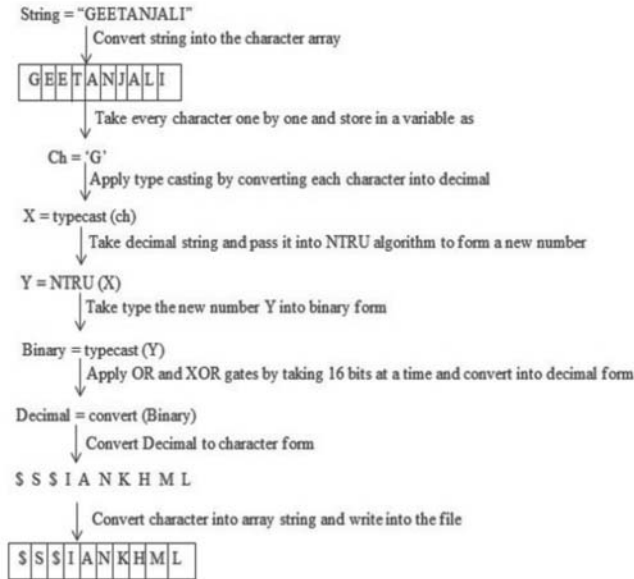 String = “GEETANJALI”
Convert string into the character array
G E E T A N J A L I
Take every character one by one and store in a variable as
Ch = ‘G’
Apply type casting by converting each character into decimal
X = typecast (ch)
Take decimal string and pass it into NTRU algorithm to form a new number
Y = NTRU (X)
Take type the new number Y into binary form
Binary = typecast (Y)
Apply OR and XOR gates by taking 16 bits at a time and convert into decimal form
Decimal = convert (Binary)
Convert Decimal to character form
$ S $ I A N K H M L
Convert character into array string and write into the file
$ S $ I A N K H M L